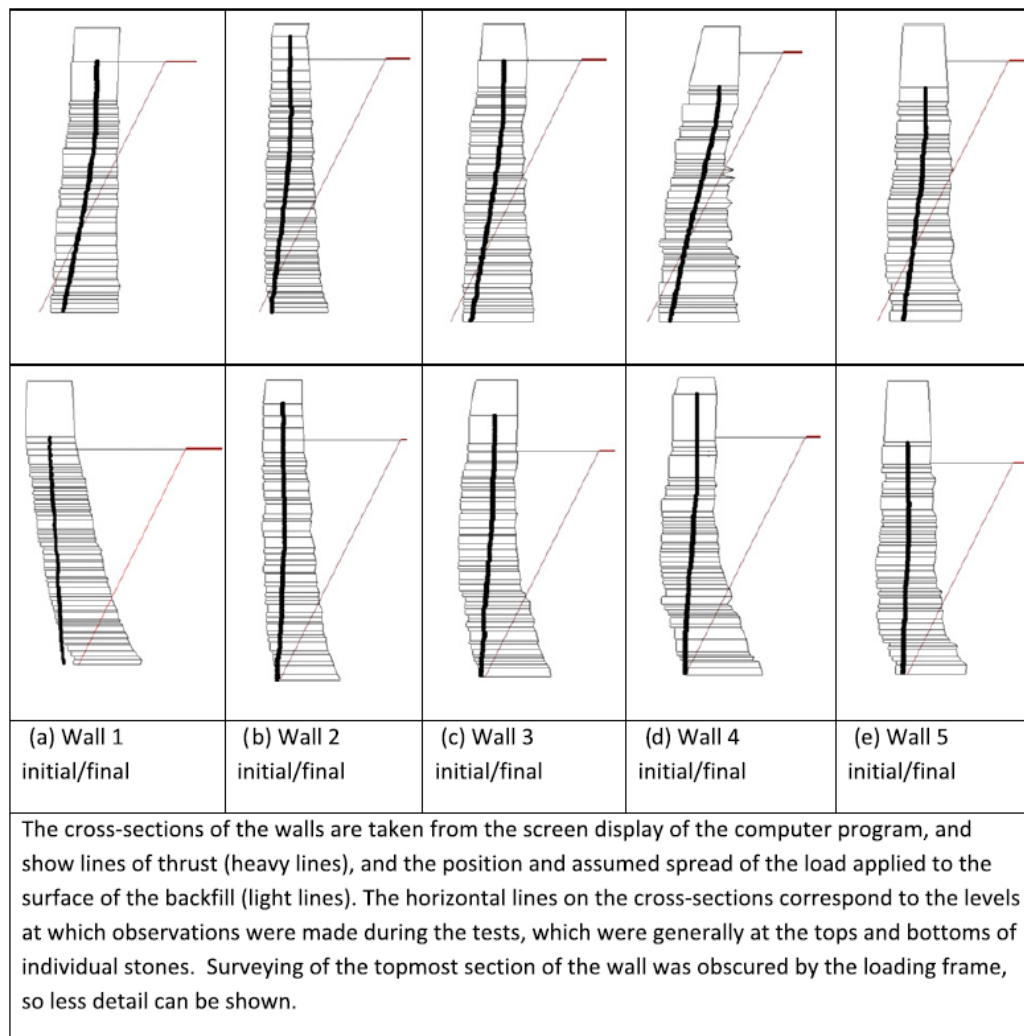 (a) Wall 1
initial/final
(b) Wall 2
initial/final
(c) Wall 3
initial/final
(d) Wall 4
initial/final
(e) Wall 5
initial/final
The cross-sections of the walls are taken from the screen display of the computer program, and
show lines of thrust (heavy lines), and the position and assumed spread of the load applied to the
surface of the backfill (light lines). The horizontal lines on the cross-sections correspond to the levels
at which observations were made during the tests, which were generally at the tops and bottoms of
individual stones.  Surveying of the topmost section of the wall was obscured by the loading frame,
so less detail can be shown.